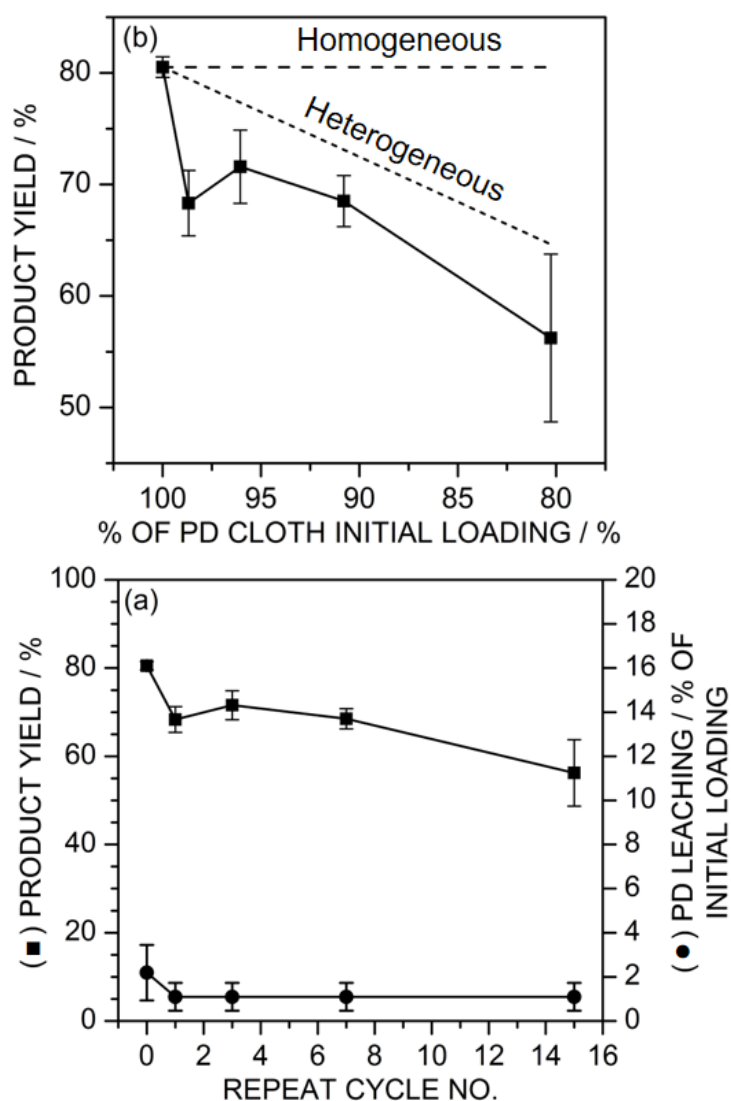 (b)
Homogeneous
Heterogeneous
PRODUCT YIELD / %
80
70
60
50
100 95 90 85 80
% OF PD CLOTH INITIAL LOADING / %
(a)
(■) PRODUCT YIELD / %
100
80
60
40
20
0
20
18
16
14
12
10
8
6
4
2
0
(●) PD LEACHING / % OF
INITIAL LOADING
0 2 4 6 8 10 12 14 16
REPEAT CYCLE NO.